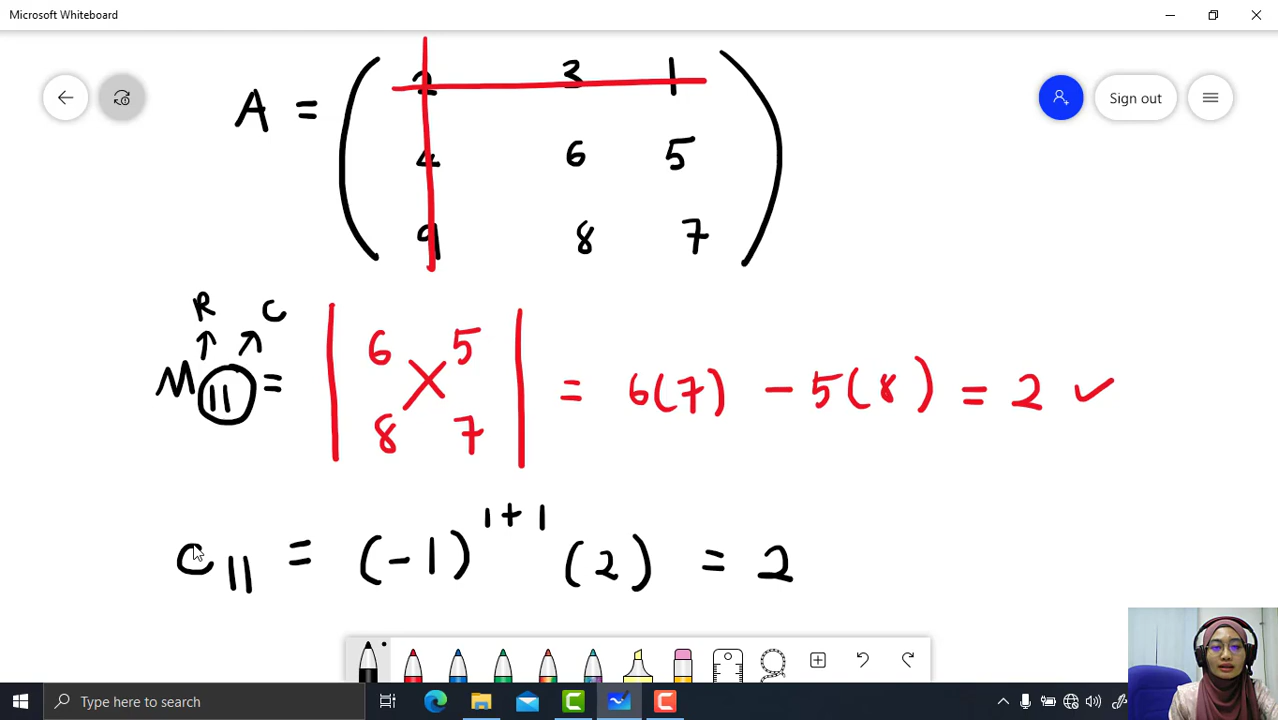 Microsoft Whiteboard
Sign out
A = ( 2 3 1
4 6 5
9 8 7 )
R C
M11 = | 6 5
8 7 | = 6(7) - 5(8) = 2 ✓
C11 = (-1)^1+1 (2) = 2
Type here to search